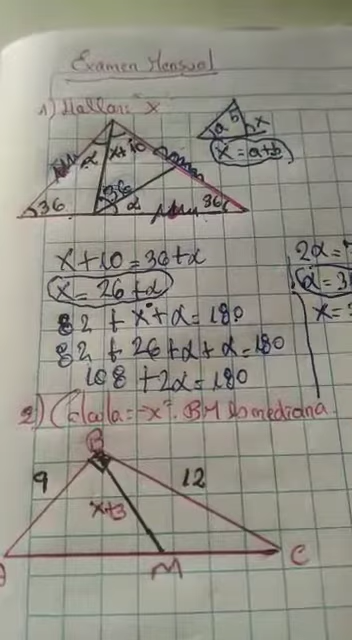 Examen Mensual
1) Hallar: x
α x+10
a b x
x = a+b
36 36 α 36
x+10 = 36+α
x = 26+α
82 + x+α = 180
82 + 26+α+α = 180
108 + 2α = 180
2α =
α = 3
x =
2) Calcula = x. BM es mediana
B
9 12
x+3
M C